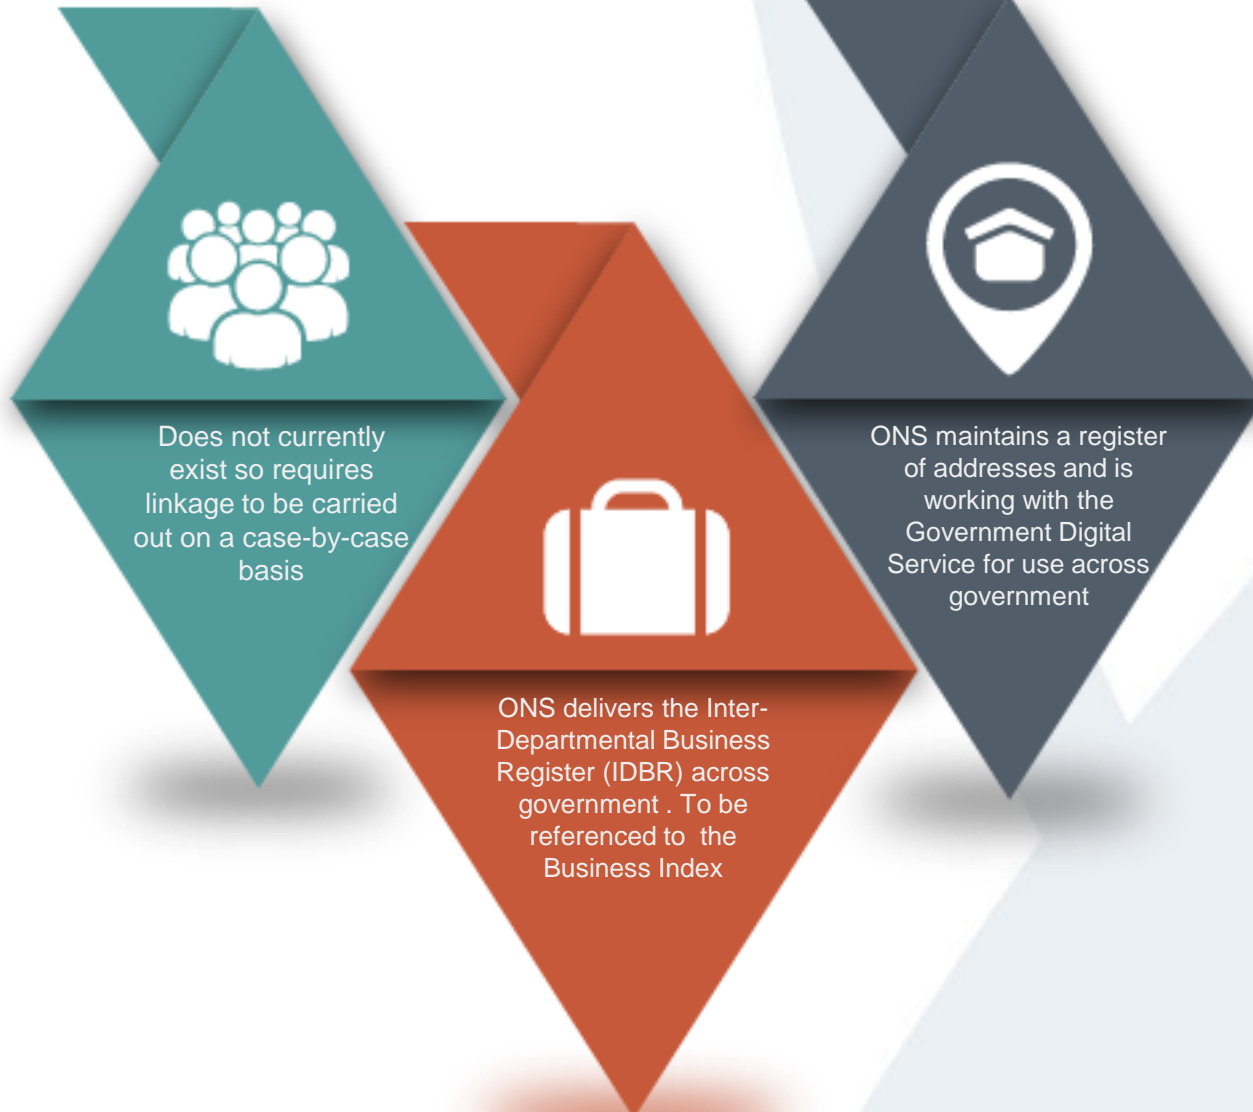 Does not currently
exist so requires
linkage to be carried
out on a case-by-case
basis
ONS delivers the Inter-
Departmental Business
Register (IDBR) across
government . To be
referenced to  the
Business Index
ONS maintains a register
of addresses and is
working with the
Government Digital
Service for use across
government